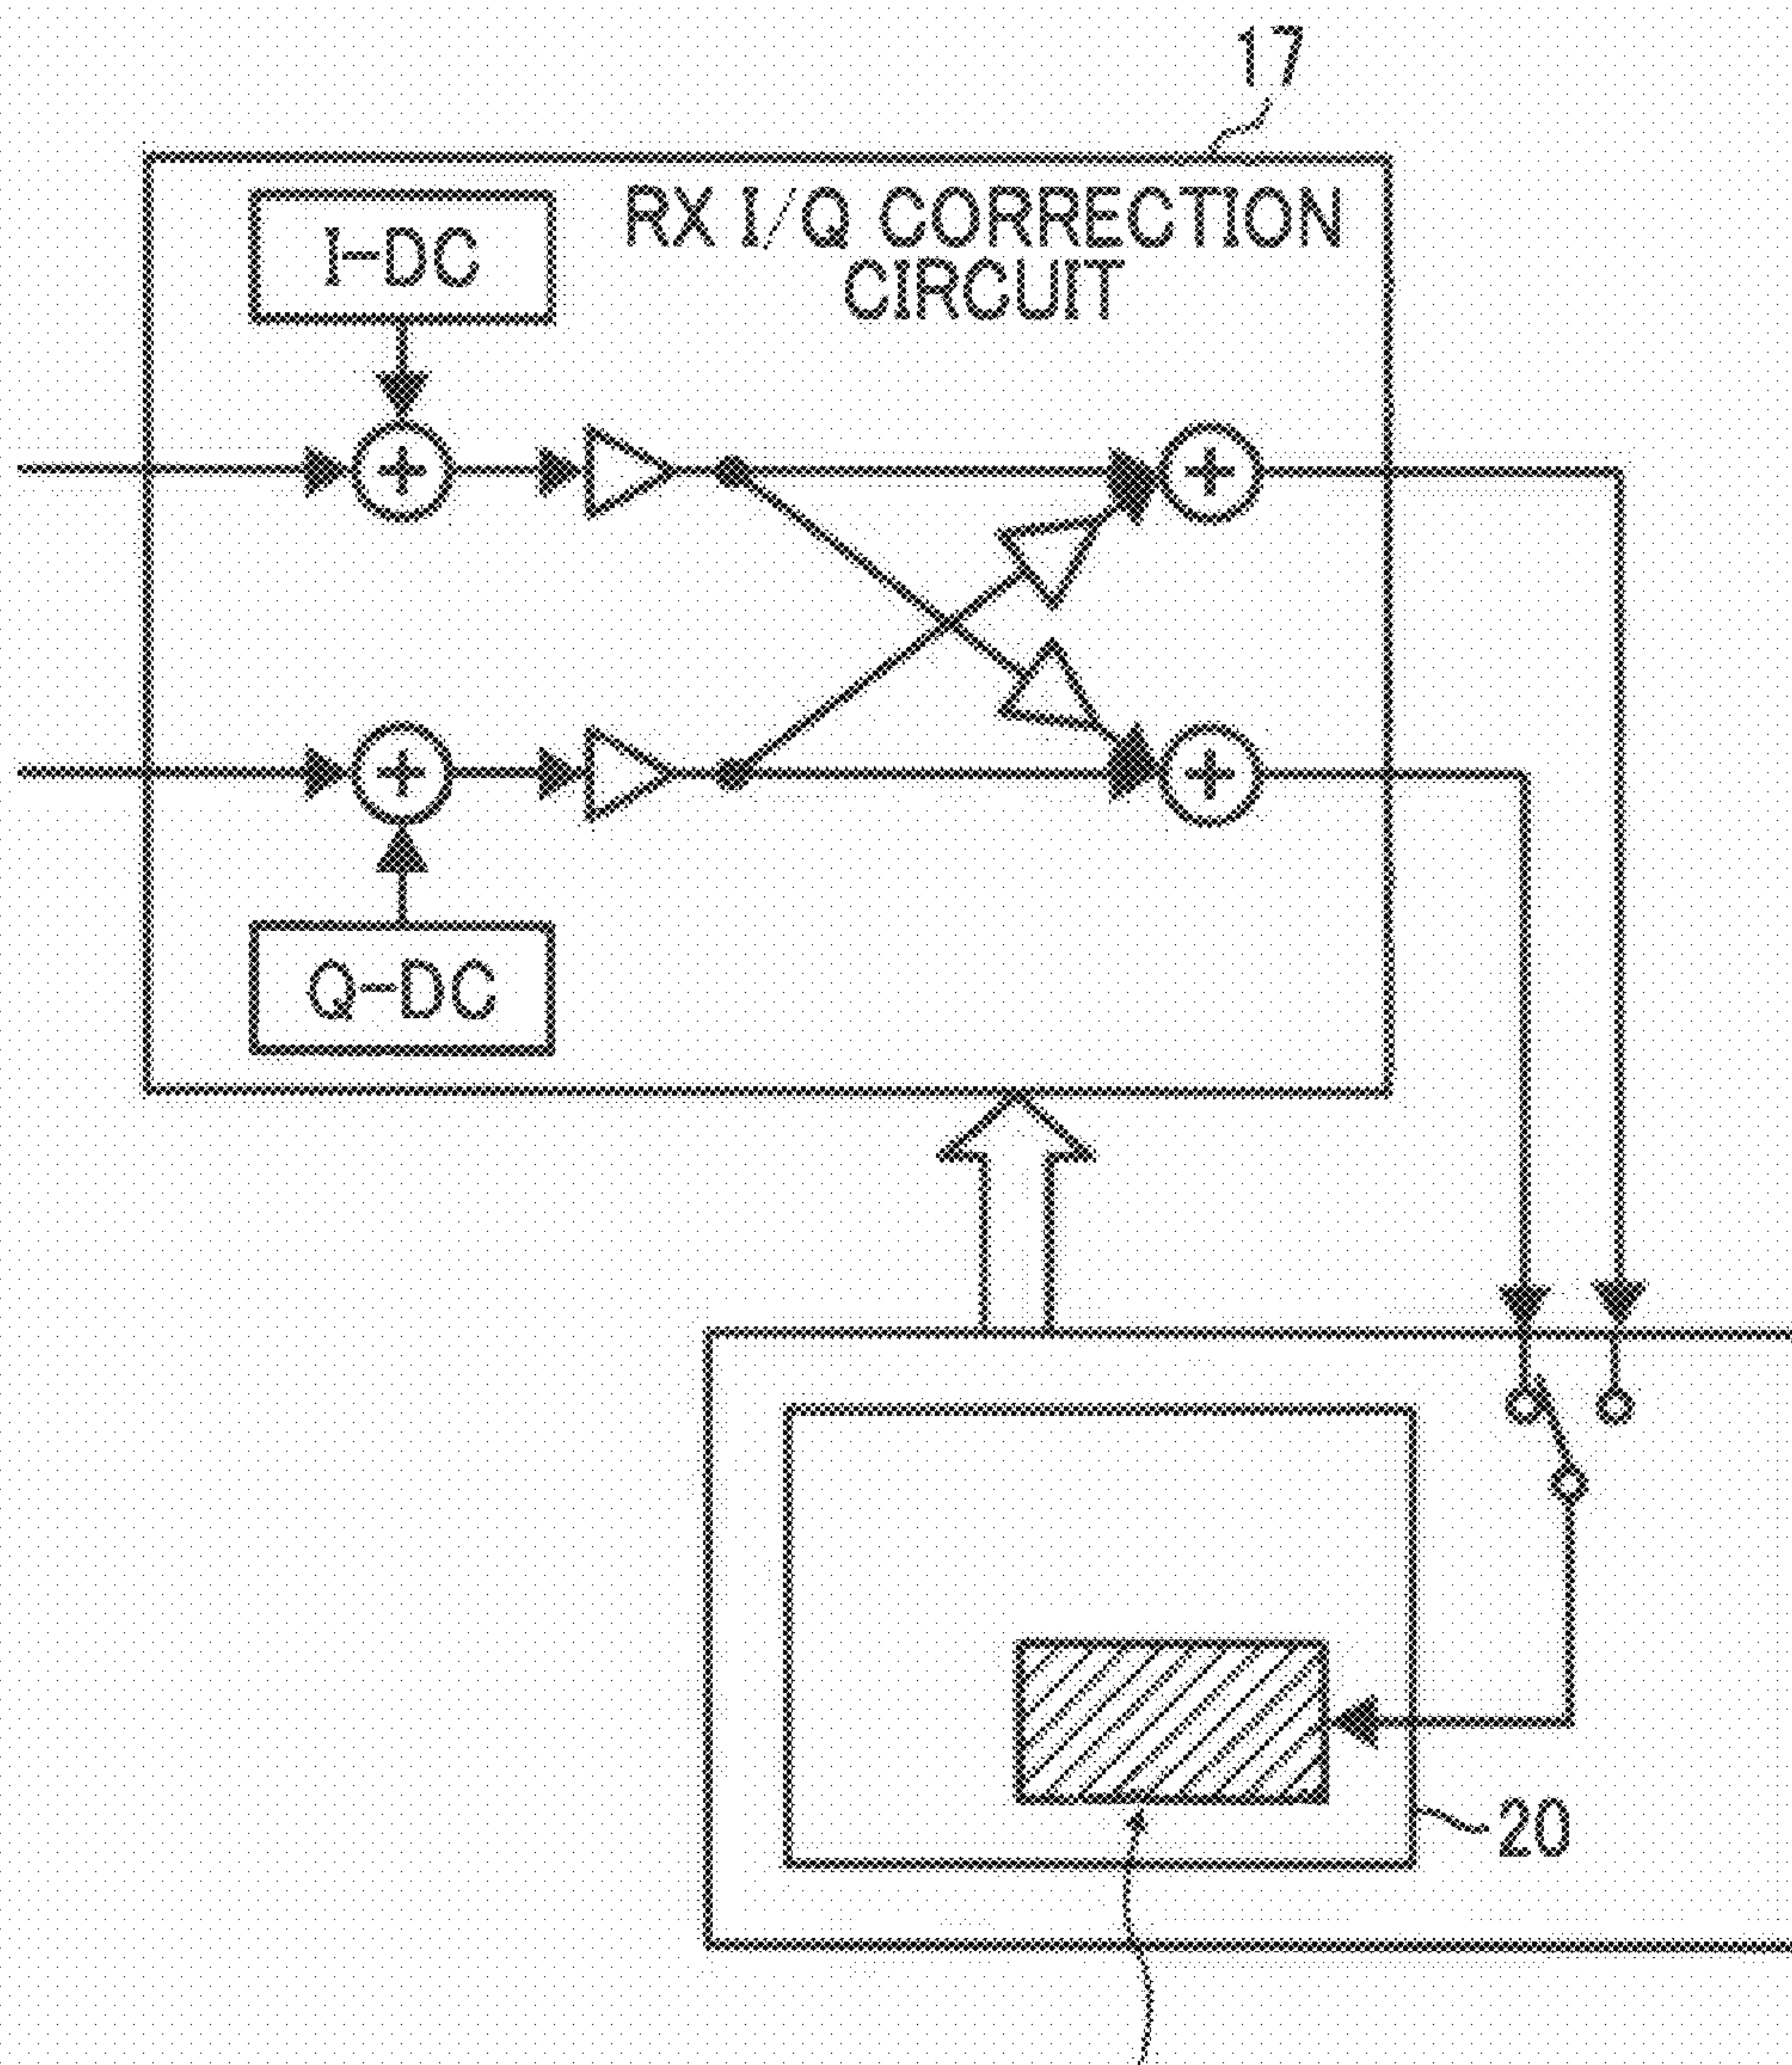 17
RX I/Q CORRECTION
CIRCUIT
I-DC
Q-DC
20